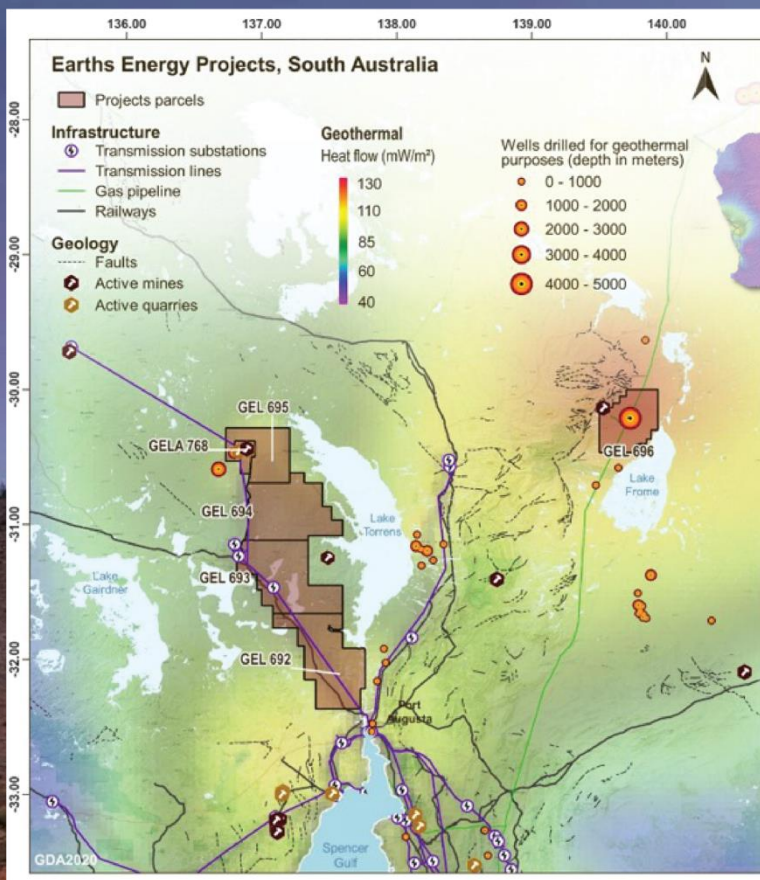 136.00 137.00 138.00 139.00 140.00
Earths Energy Projects, South Australia
N
Projects parcels
Infrastructure
Transmission substations
Transmission lines
Gas pipeline
Railways
Geology
Faults
Active mines
Active quarries
Geothermal
Heat flow (mW/m²)
130
110
85
60
40
Wells drilled for geothermal
purposes (depth in meters)
0 - 1000
1000 - 2000
2000 - 3000
3000 - 4000
4000 - 5000
-28.00
-29.00
-30.00
-31.00
-32.00
-33.00
GEL 695
GELA 768
GEL 694
GEL 693
GEL 692
GEL 696
Lake
Torrens
Lake
Frome
Lake
Gairdner
Port
Augusta
Spencer
Gulf
GDA2020